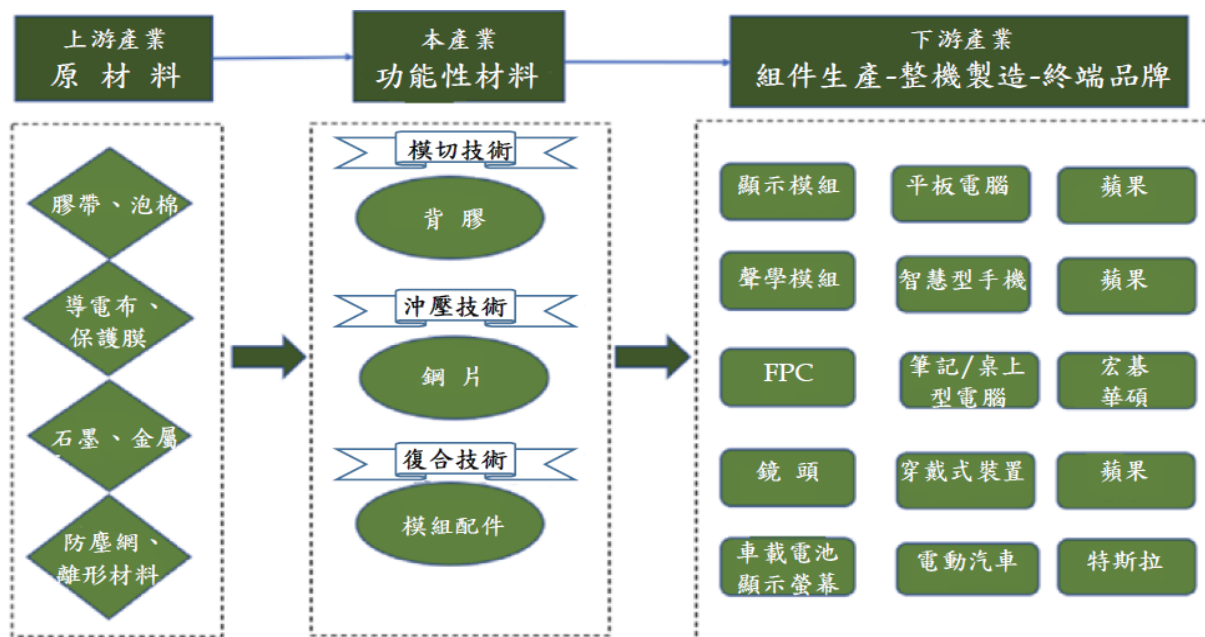 上游產業
原 材 料
本產業
功能性材料
下游產業
組件生產-整機製造-終端品牌
膠帶、泡棉
導電布、
保護膜
石墨、金屬
防塵網、
離形材料
模切技術
背 膠
沖壓技術
鋼 片
復合技術
模組配件
顯示模組
平板電腦
蘋果
聲學模組
智慧型手機
蘋果
FPC
筆記/桌上
型電腦
宏碁
華碩
鏡 頭
穿戴式裝置
蘋果
車載電池
顯示螢幕
電動汽車
特斯拉